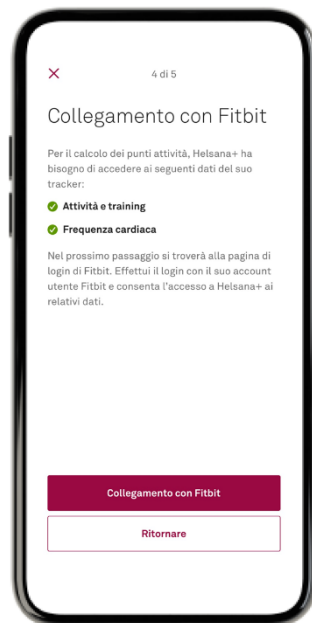 4 di 5
Collegamento con Fitbit
Per il calcolo dei punti attività, Helsana+ ha
bisogno di accedere ai seguenti dati del suo
tracker:
Attività e training
Frequenza cardiaca
Nel prossimo passaggio si troverà alla pagina di
login di Fitbit. Effettui il login con il suo account
utente Fitbit e consenta l'accesso a Helsana+ ai
relativi dati.
Collegamento con Fitbit
Ritornare